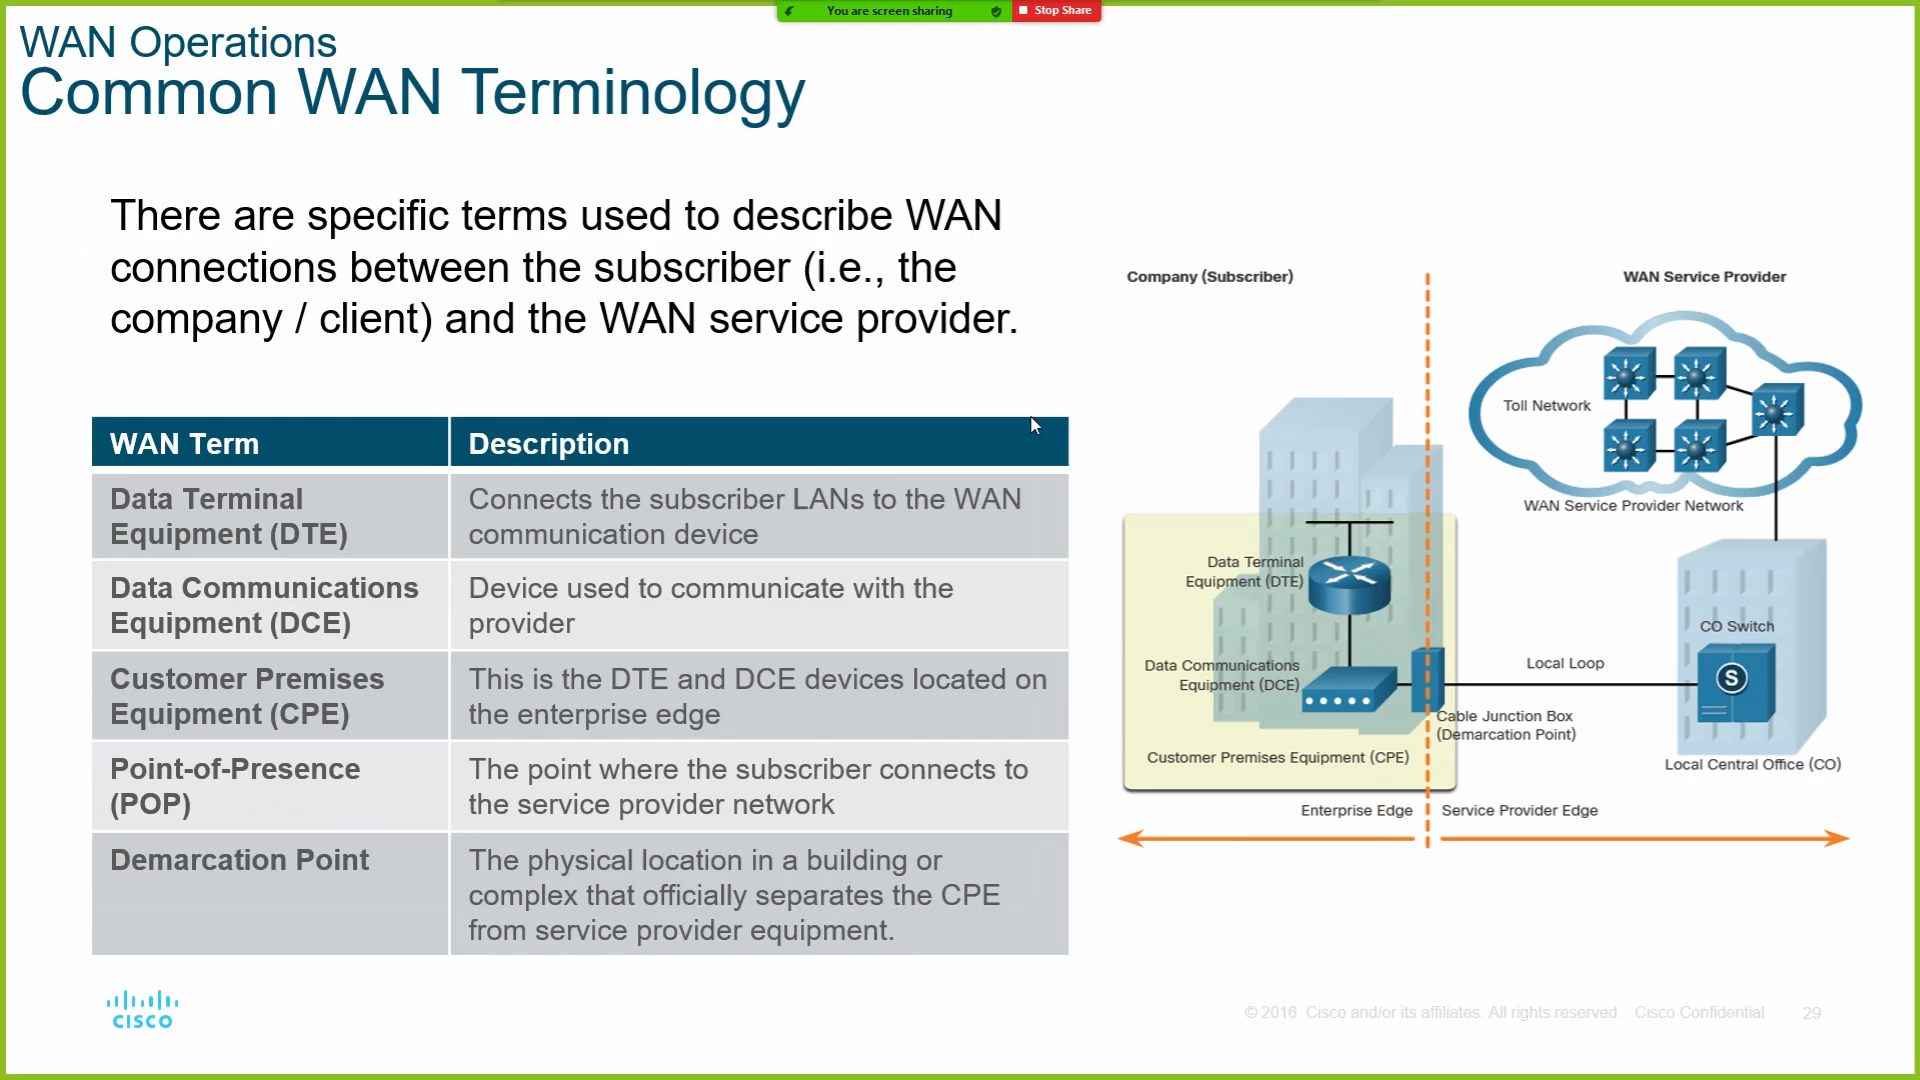 You are screen sharing
Stop Share
WAN Operations
Common WAN Terminology
There are specific terms used to describe WAN
connections between the subscriber (i.e., the
company / client) and the WAN service provider.
WAN Term Description
Data Terminal
Equipment (DTE)
Connects the subscriber LANs to the WAN
communication device
Data Communications
Equipment (DCE)
Device used to communicate with the
provider
Customer Premises
Equipment (CPE)
This is the DTE and DCE devices located on
the enterprise edge
Point-of-Presence
(POP)
The point where the subscriber connects to
the service provider network
Demarcation Point
The physical location in a building or
complex that officially separates the CPE
from service provider equipment.
Company (Subscriber)
WAN Service Provider
Toll Network
WAN Service Provider Network
Data Terminal
Equipment (DTE)
CO Switch
S
Data Communications
Equipment (DCE)
Local Loop
Cable Junction Box
(Demarcation Point)
Customer Premises Equipment (CPE)
Local Central Office (CO)
Enterprise Edge
Service Provider Edge
CISCO
© 2016 Cisco and/or its affiliates. All rights reserved. Cisco Confidential
29